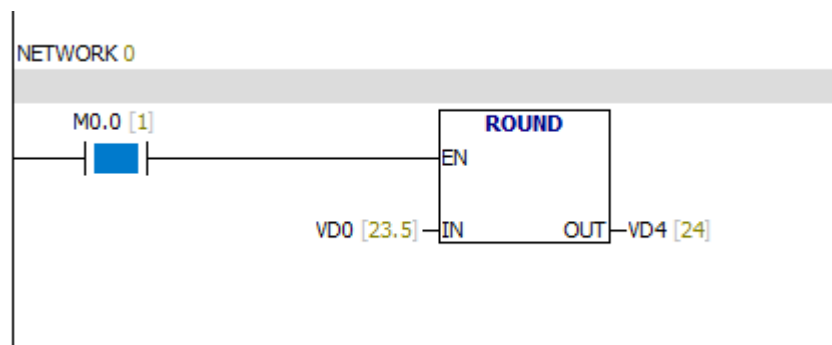 NETWORK 0
M0.0 [1]
ROUND
EN
VD0 [23.5] IN OUT VD4 [24]